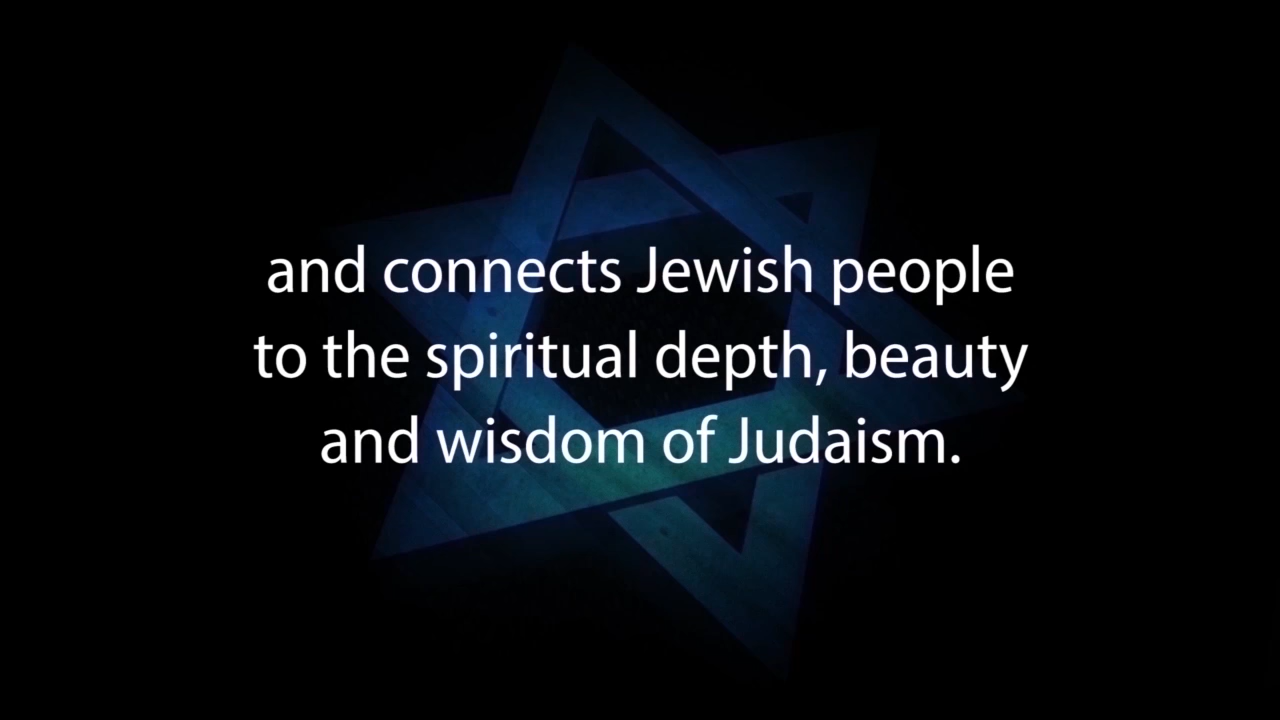 and connects Jewish people
to the spiritual depth, beauty
and wisdom of Judaism.